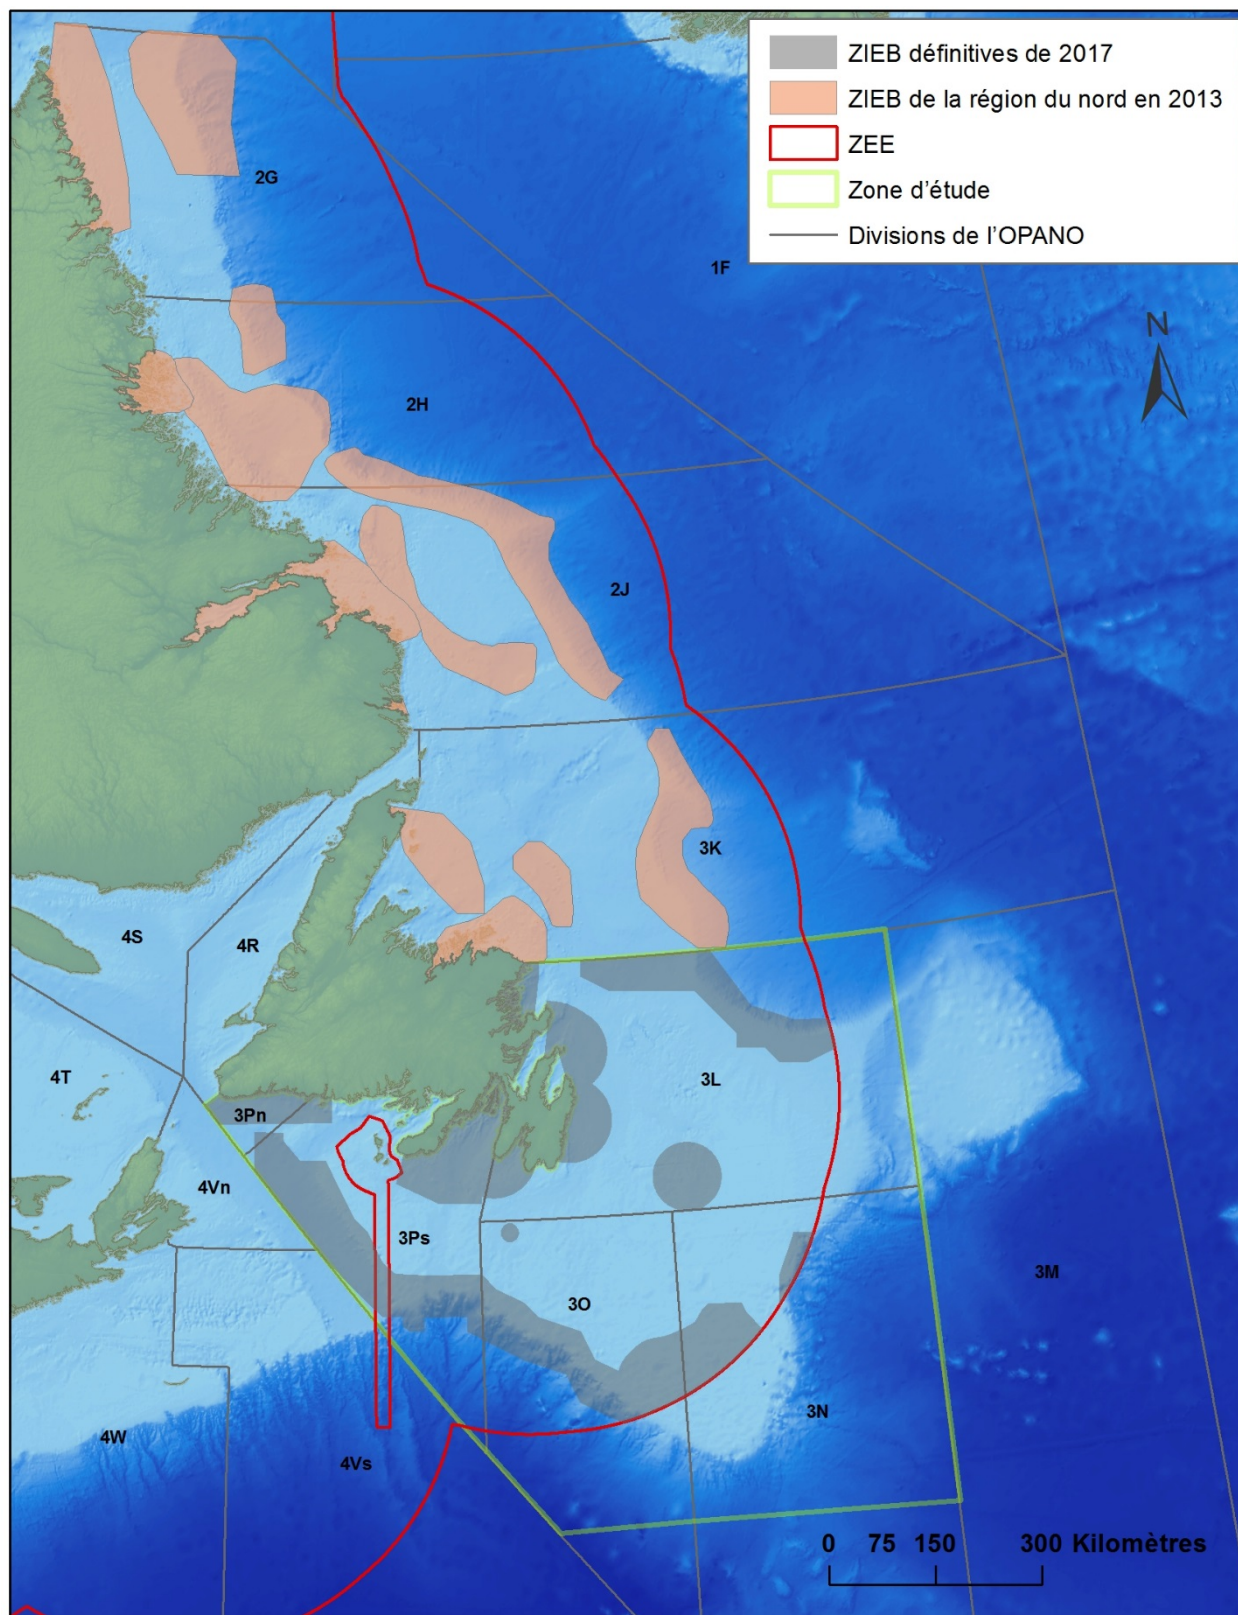 ZIEB définitives de 2017
ZIEB de la région du nord en 2013
ZEE
Zone d'étude
Divisions de l'OPANO
2G
1F
N
2H
2J
3K
4S
4R
4T
3L
3Pn
4Vn
3Ps
3M
3O
3N
4W
4Vs
0 75 150 300 Kilomètres